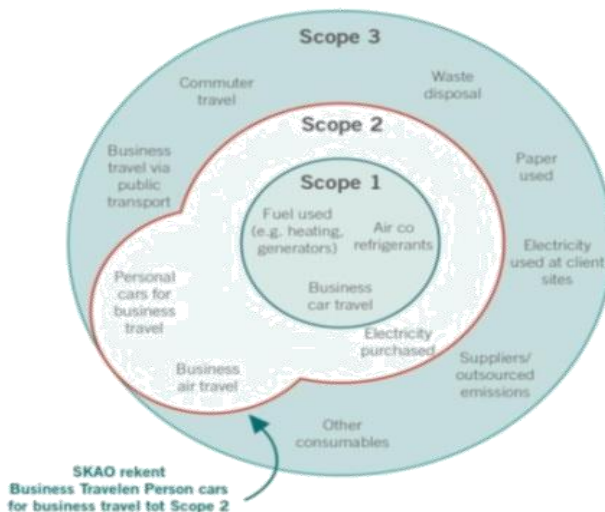 Scope 3
Commuter
travel
Waste
disposal
Scope 2
Business
travel via
public
transport
Paper
used
Scope 1
Fuel used
(e.g. heating,
generators)
Air co
refrigerants
Electricity
used at client
sites
Personal
cars for
business
travel
Business
car travel
Electricity
purchased
Business
air travel
Suppliers/
outsourced
emissions
Other
consumables
SKAO rekent
Business Travelen Person cars
for business travel tot Scope 2